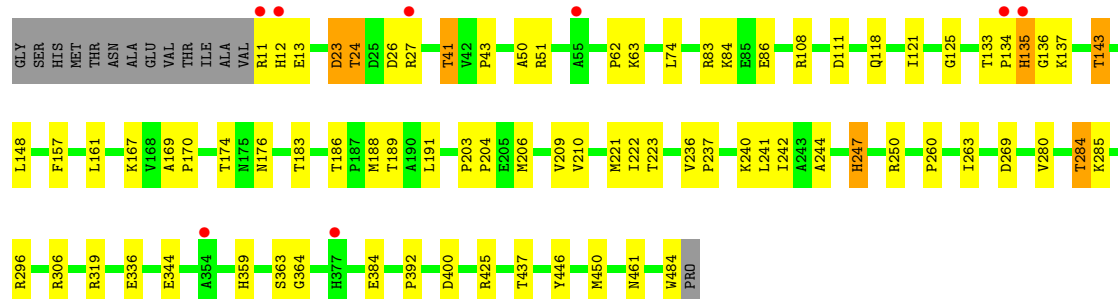 GLY SER HIS MET THR ASN ALA GLU VAL THR ILE ALA VAL R11 H12 E13 D23 T24 D25 D26 R27 T41 V42 P43 A50 R51 A55 P62 K63 L74 R83 K84 E85 E86 R108 D111 Q118 I121 G125 T133 P134 H135 G136 K137 T143
L148 F157 L161 K167 V168 A169 P170 T174 N175 N176 T183 T186 P187 M188 T189 A190 L191 P203 P204 E205 M206 V209 V210 M221 I222 T223 V236 P237 K240 L241 I242 A243 A244 H247 R250 P260 I263 D269 V280 T284 K285
R296 R306 R319 E336 E344 A354 H359 S363 G364 H377 E384 P392 D400 R425 T437 Y446 M450 N461 W484 PRO